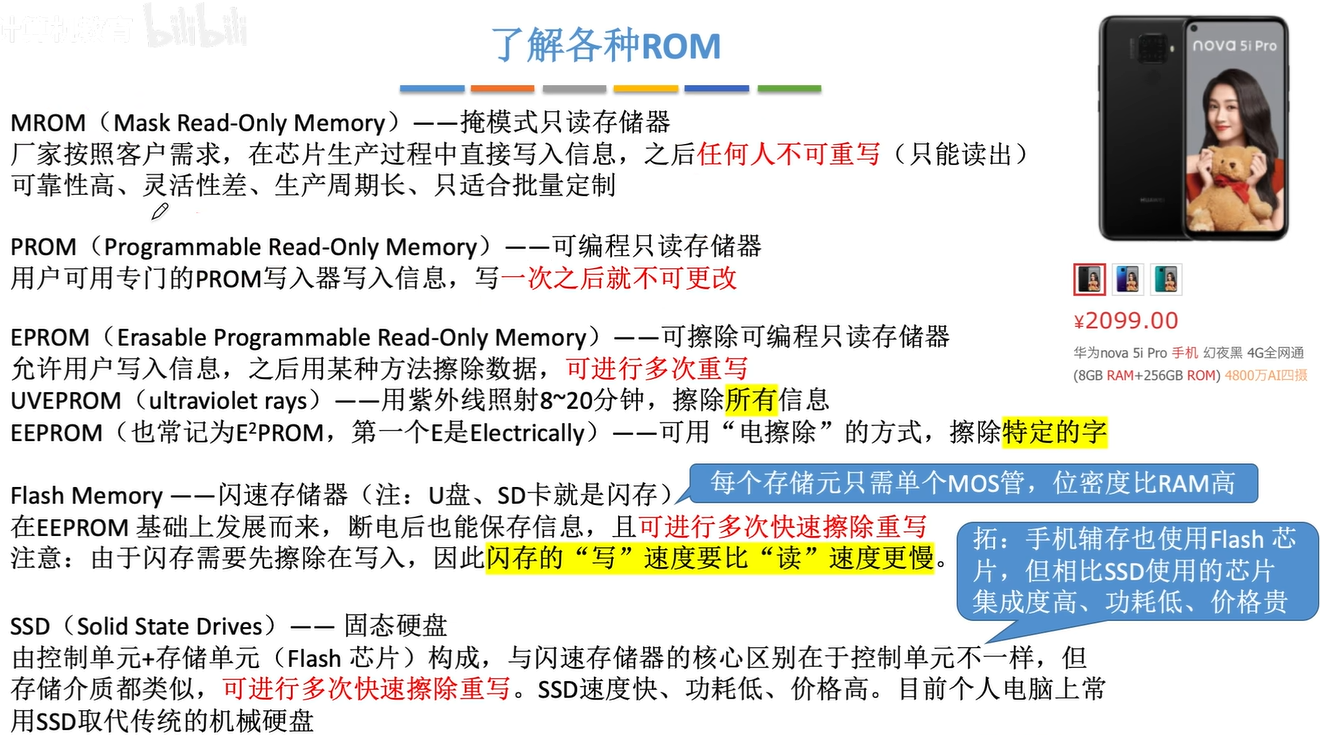 bilibili
了解各种ROM
MROM（Mask Read-Only Memory）——掩模式只读存储器
厂家按照客户需求，在芯片生产过程中直接写入信息，之后任何人不可重写（只能读出）
可靠性高、灵活性差、生产周期长、只适合批量定制
PROM（Programmable Read-Only Memory）——可编程只读存储器
用户可用专门的PROM写入器写入信息，写一次之后就不可更改
EPROM（Erasable Programmable Read-Only Memory）——可擦除可编程只读存储器
允许用户写入信息，之后用某种方法擦除数据，可进行多次重写
UVEPROM（ultraviolet rays）——用紫外线照射8~20分钟，擦除所有信息
EEPROM（也常记为E²PROM，第一个E是Electrically）——可用“电擦除”的方式，擦除特定的字
Flash Memory ——闪速存储器（注：U盘、SD卡就是闪存）
每个存储元只需单个MOS管，位密度比RAM高
在EEPROM 基础上发展而来，断电后也能保存信息，且可进行多次快速擦除重写
注意：由于闪存需要先擦除在写入，因此闪存的“写”速度要比“读”速度更慢。
拓：手机辅存也使用Flash 芯
片，但相比SSD使用的芯片
集成度高、功耗低、价格贵
SSD（Solid State Drives）—— 固态硬盘
由控制单元+存储单元（Flash 芯片）构成，与闪速存储器的核心区别在于控制单元不一样，但
存储介质都类似，可进行多次快速擦除重写。SSD速度快、功耗低、价格高。目前个人电脑上常
用SSD取代传统的机械硬盘
nova 5i Pro
HUAWEI
¥2099.00
华为nova 5i Pro 手机 幻夜黑 4G全网通
(8GB RAM+256GB ROM) 4800万AI四摄